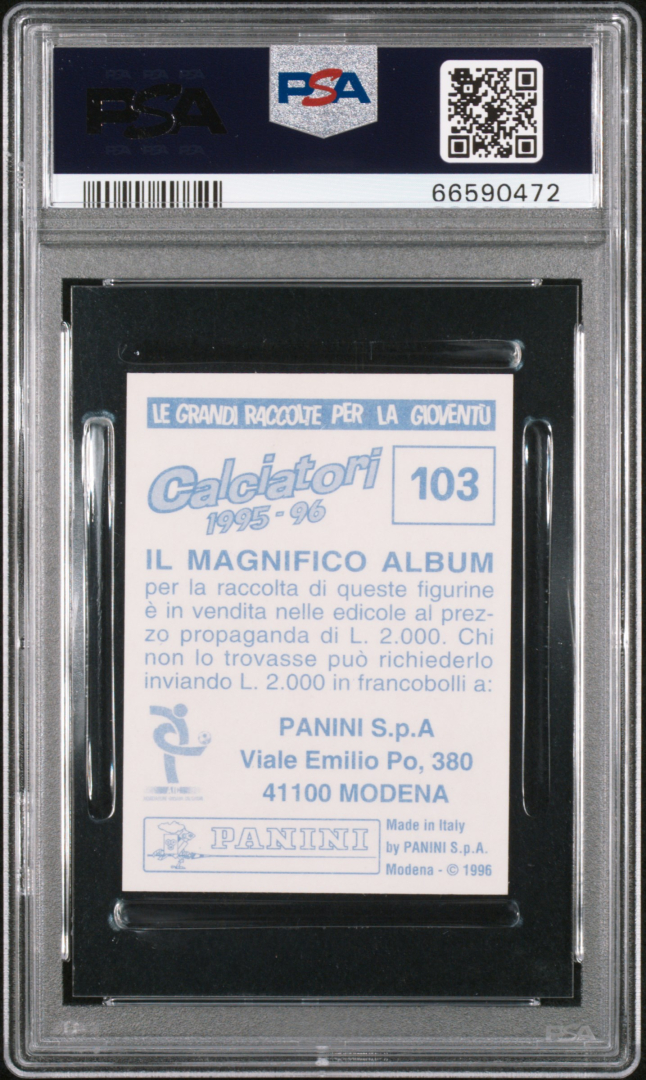 PSA
PSA
66590472
LE GRANDI RACCOLTE PER LA GIOVENTÙ
Calciatori
1995-96
103
IL MAGNIFICO ALBUM
per la raccolta di queste figurine
è in vendita nelle edicole al prez-
zo propaganda di L. 2.000. Chi
non lo trovasse può richiederlo
inviando L. 2.000 in francobolli a:
PANINI S.p.A
Viale Emilio Po, 380
41100 MODENA
PANINI
Made in Italy
by PANINI S.p.A.
Modena - © 1996
PSA